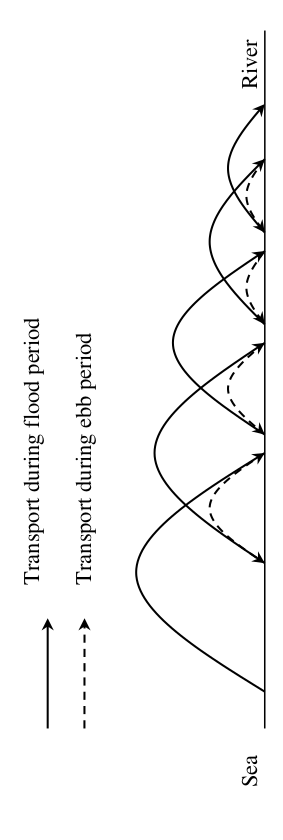 Transport during flood period
Transport during ebb period
Sea
River